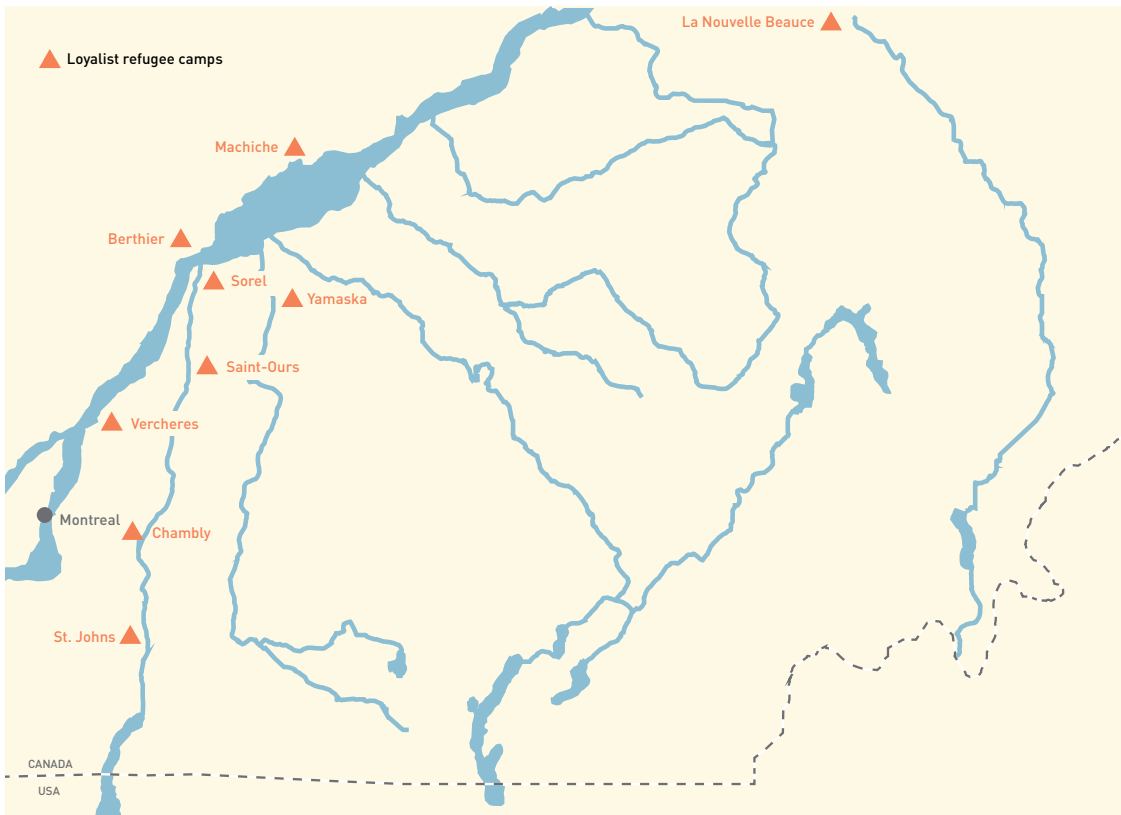 La Nouvelle Beauce
Loyalist refugee camps
Machiche
Berthier
Sorel
Yamaska
Saint-Ours
Vercheres
Montreal
Chambly
St. Johns
CANADA
USA